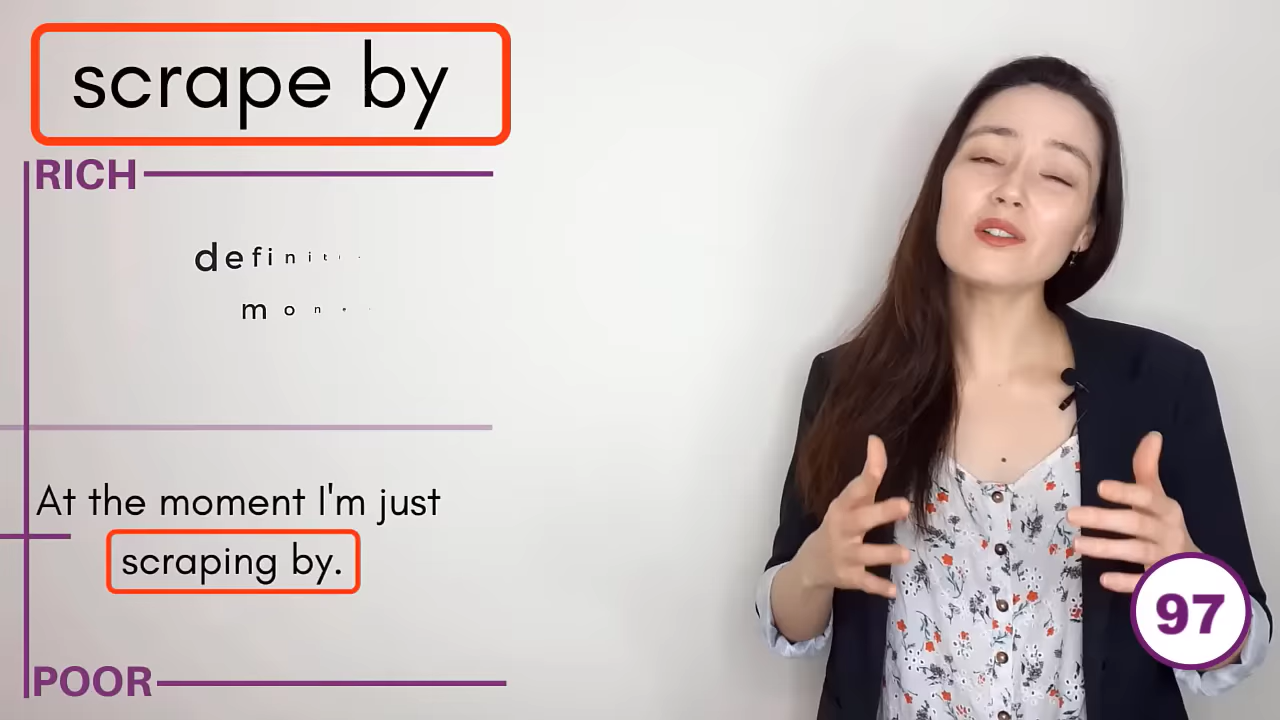 scrape by
RICH
At the moment I'm just
scraping by.
97
POOR